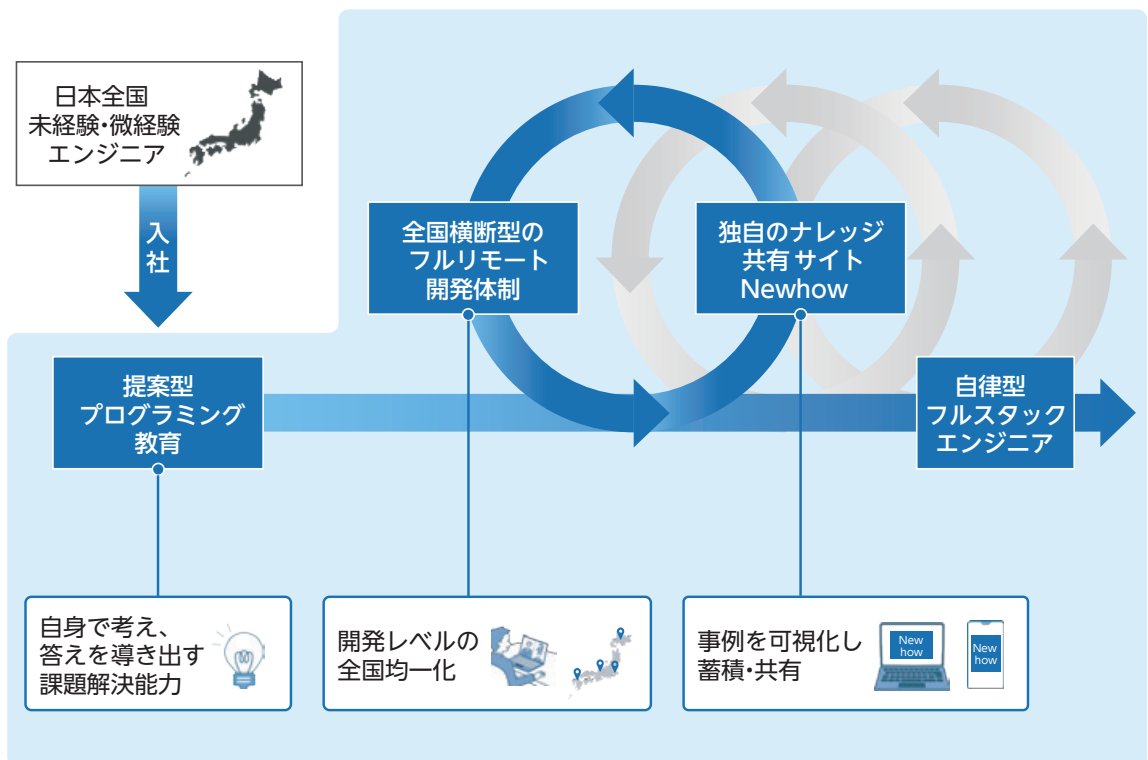 日本全国
未経験・微経験
エンジニア
入
社
全国横断型の
フルリモート
開発体制
独自のナレッジ
共有サイト
Newhow
提案型
プログラミング
教育
自律型
フルスタック
エンジニア
自身で考え、
答えを導き出す
課題解決能力
開発レベルの
全国均一化
事例を可視化し
蓄積・共有
New
how
New
how